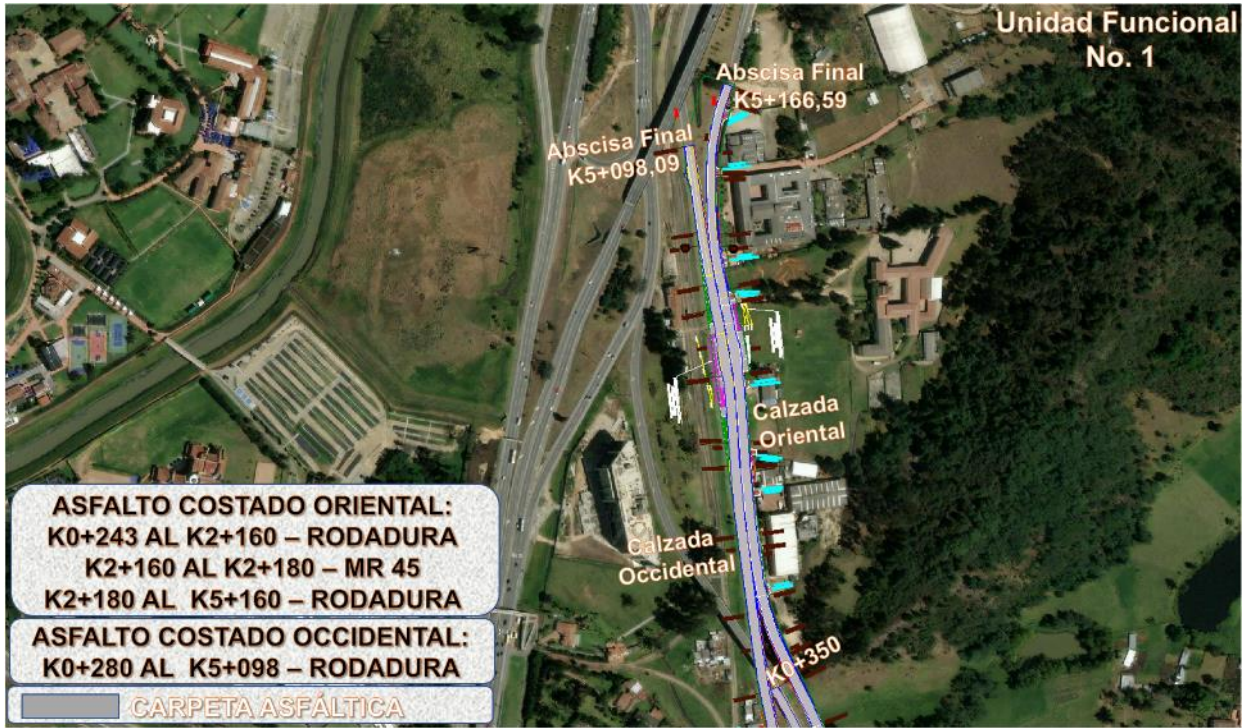 Unidad Funcional
No. 1
Abscisa Final
K5+166,59
Abscisa Final
K5+098,09
Calzada
Oriental
Calzada
Occidental
K0+350
ASFALTO COSTADO ORIENTAL:
K0+243 AL K2+160 – RODADURA
K2+160 AL K2+180 – MR 45
K2+180 AL K5+160 – RODADURA
ASFALTO COSTADO OCCIDENTAL:
K0+280 AL K5+098 – RODADURA
CARPETA ASFÁLTICA